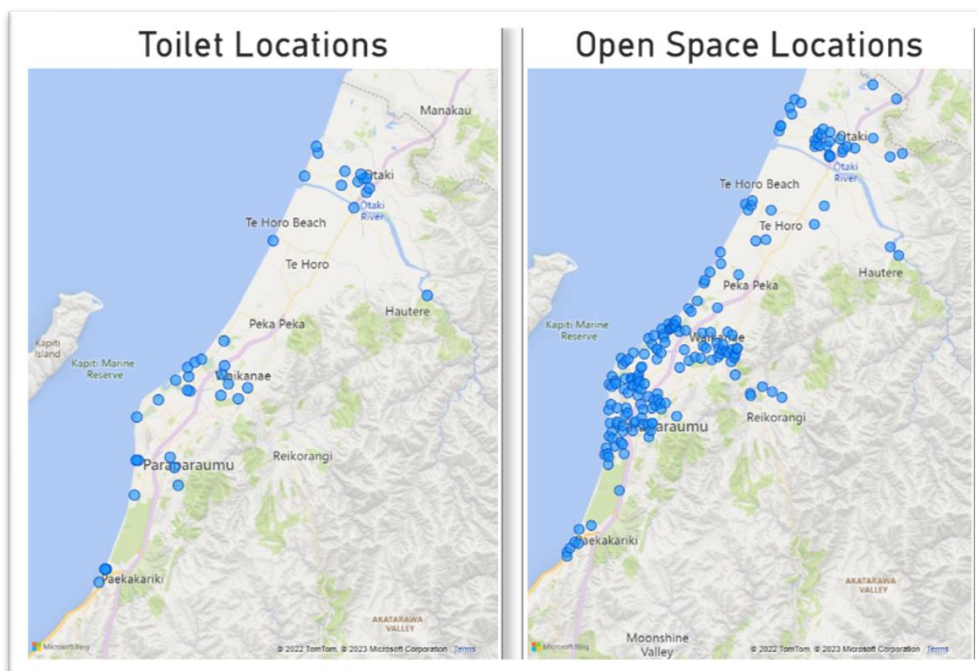 Toilet Locations
Manakau
Otaki
Otaki
River
Te Horo Beach
Te Horo
Hautere
Peka Peka
Kapiti
Island
Kapiti Marine
Reserve
Waikanae
Paraparaumu
Reikorangi
Paekakariki
AKATARAWA
VALLEY
Microsoft Bing
© 2022 TomTom, © 2023 Microsoft Corporation Terms
Open Space Locations
Otaki
Otaki
River
Te Horo Beach
Te Horo
Hautere
Peka Peka
Kapiti Marine
Reserve
Waikanae
Reikorangi
Paekakariki
AKATARAWA
VALLEY
Moonshine
Valley
Microsoft Bing
© 2022 TomTom, © 2023 Microsoft Corporation Terms